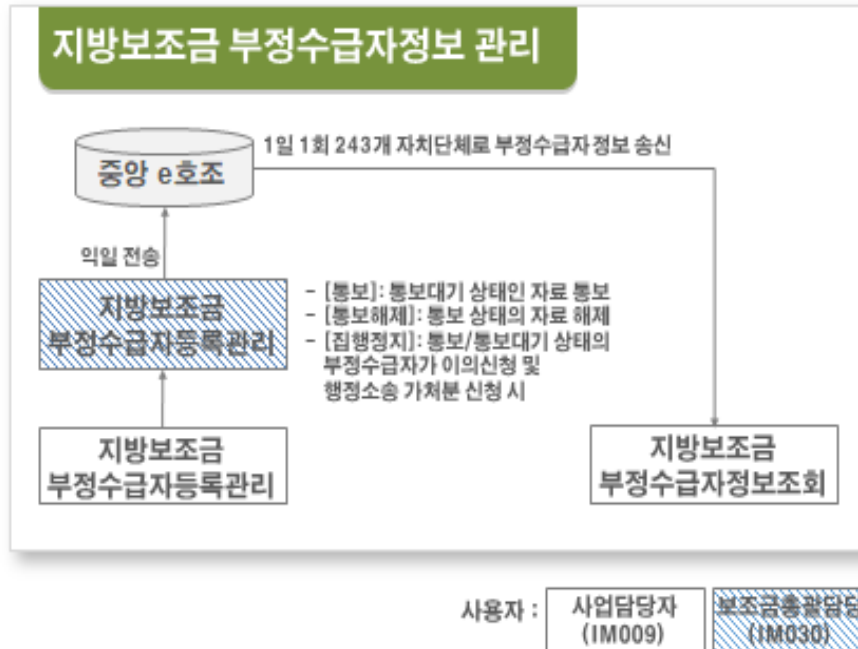 지방보조금 부정수급자정보 관리
1일 1회 243개 자치단체로 부정수급자정보 송신
중앙 e호조
익일 전송
지방보조금
부정수급자등록관리
- [통보]: 통보대기 상태인 자료 통보
- [통보해제]: 통보 상태의 자료 해제
- [집행정지]: 통보/통보대기 상태의
부정수급자가 이의신청 및
행정소송 가처분 신청 시
지방보조금
부정수급자등록관리
지방보조금
부정수급자정보조회
사용자 :
사업담당자
(IM009)
보조금총괄담당
(IM030)